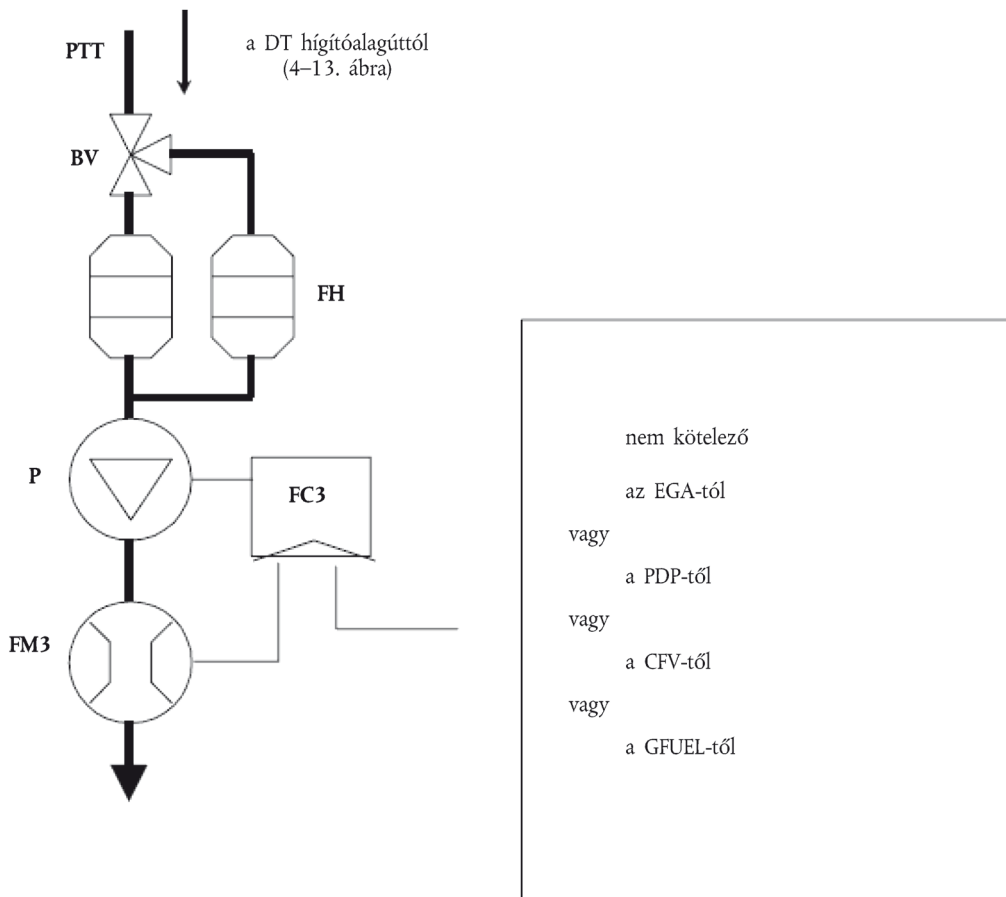 PTT
a DT hígítóalagúttól
(4–13. ábra)
BV
FH
P
FC3
FM3
nem kötelező
az EGA-tól
vagy
a PDP-től
vagy
a CFV-től
vagy
a GFUEL-től